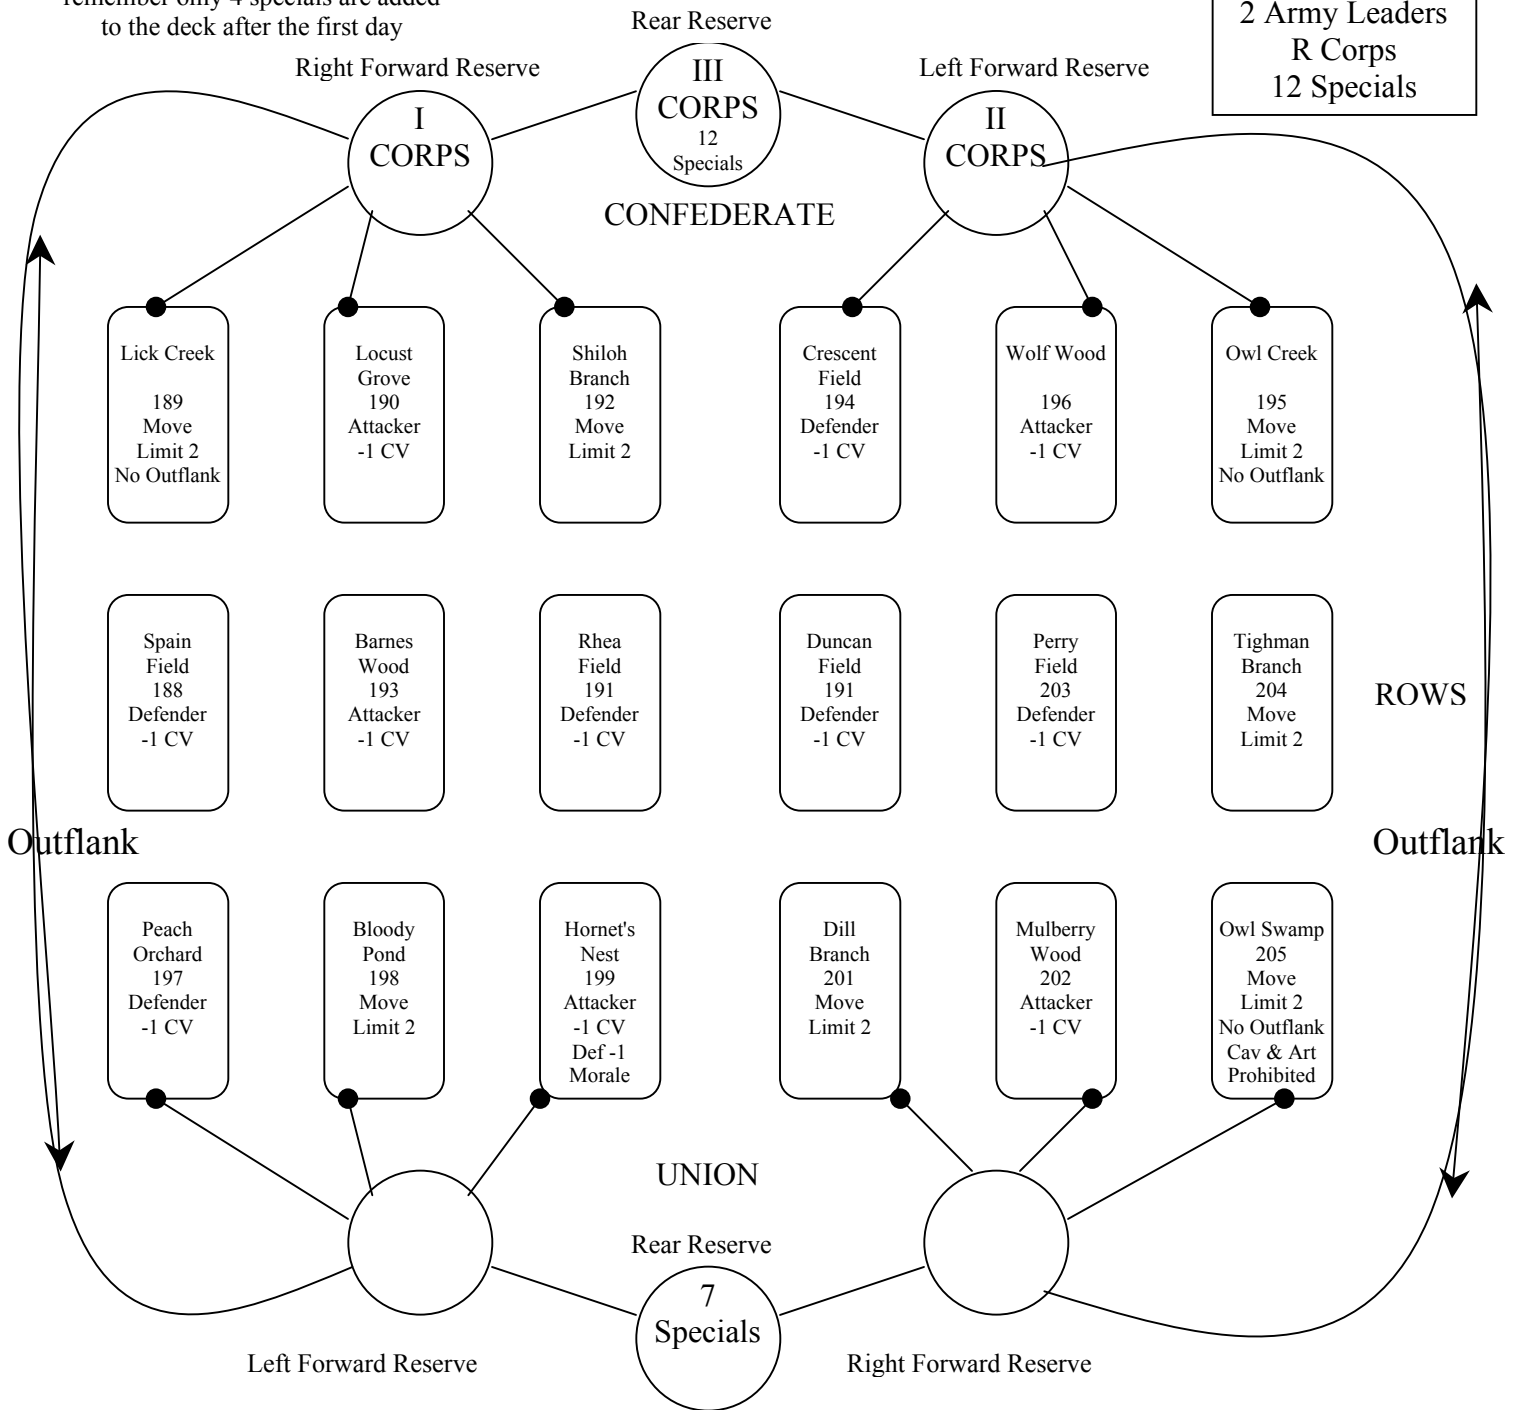 remember only 4 specials are added
to the deck after the first day
Rear Reserve
2 Army Leaders
R Corps
12 Specials
Right Forward Reserve
Left Forward Reserve
III
CORPS
12
Specials
I
CORPS
II
CORPS
CONFEDERATE
Lick Creek
189
Move
Limit 2
No Outflank
Locust
Grove
190
Attacker
-1 CV
Shiloh
Branch
192
Move
Limit 2
Crescent
Field
194
Defender
-1 CV
Wolf Wood
196
Attacker
-1 CV
Owl Creek
195
Move
Limit 2
No Outflank
Spain
Field
188
Defender
-1 CV
Barnes
Wood
193
Attacker
-1 CV
Rhea
Field
191
Defender
-1 CV
Duncan
Field
191
Defender
-1 CV
Perry
Field
203
Defender
-1 CV
Tighman
Branch
204
Move
Limit 2
ROWS
Outflank
Outflank
Peach
Orchard
197
Defender
-1 CV
Bloody
Pond
198
Move
Limit 2
Hornet's
Nest
199
Attacker
-1 CV
Def -1
Morale
Dill
Branch
201
Move
Limit 2
Mulberry
Wood
202
Attacker
-1 CV
Owl Swamp
205
Move
Limit 2
No Outflank
Cav & Art
Prohibited
UNION
Rear Reserve
7
Specials
Left Forward Reserve
Right Forward Reserve